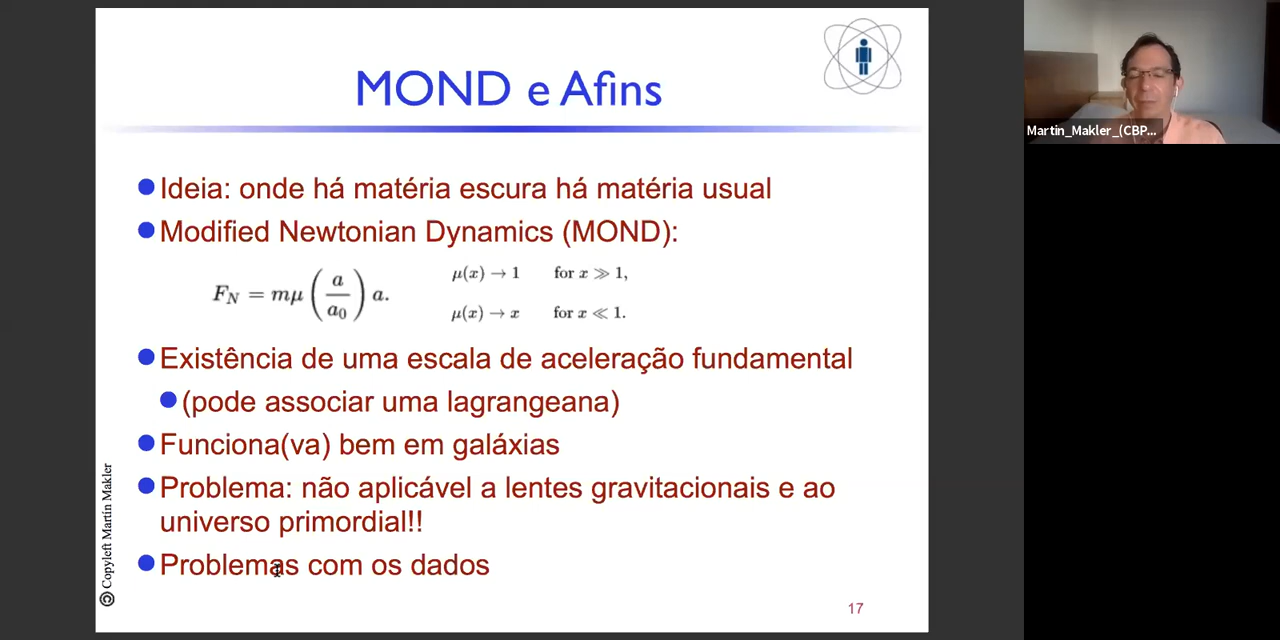 MOND e Afins
Ideia: onde há matéria escura há matéria usual
Modified Newtonian Dynamics (MOND):
F_N = mμ (a/a_0) a.
μ(x) → 1 for x ≫ 1,
μ(x) → x for x ≪ 1.
Existência de uma escala de aceleração fundamental
(pode associar uma lagrangeana)
Funciona(va) bem em galáxias
Problema: não aplicável a lentes gravitacionais e ao
universo primordial!!
Problemas com os dados
© Copyleft Martin Makler
17
Martin_Makler_(CBP...